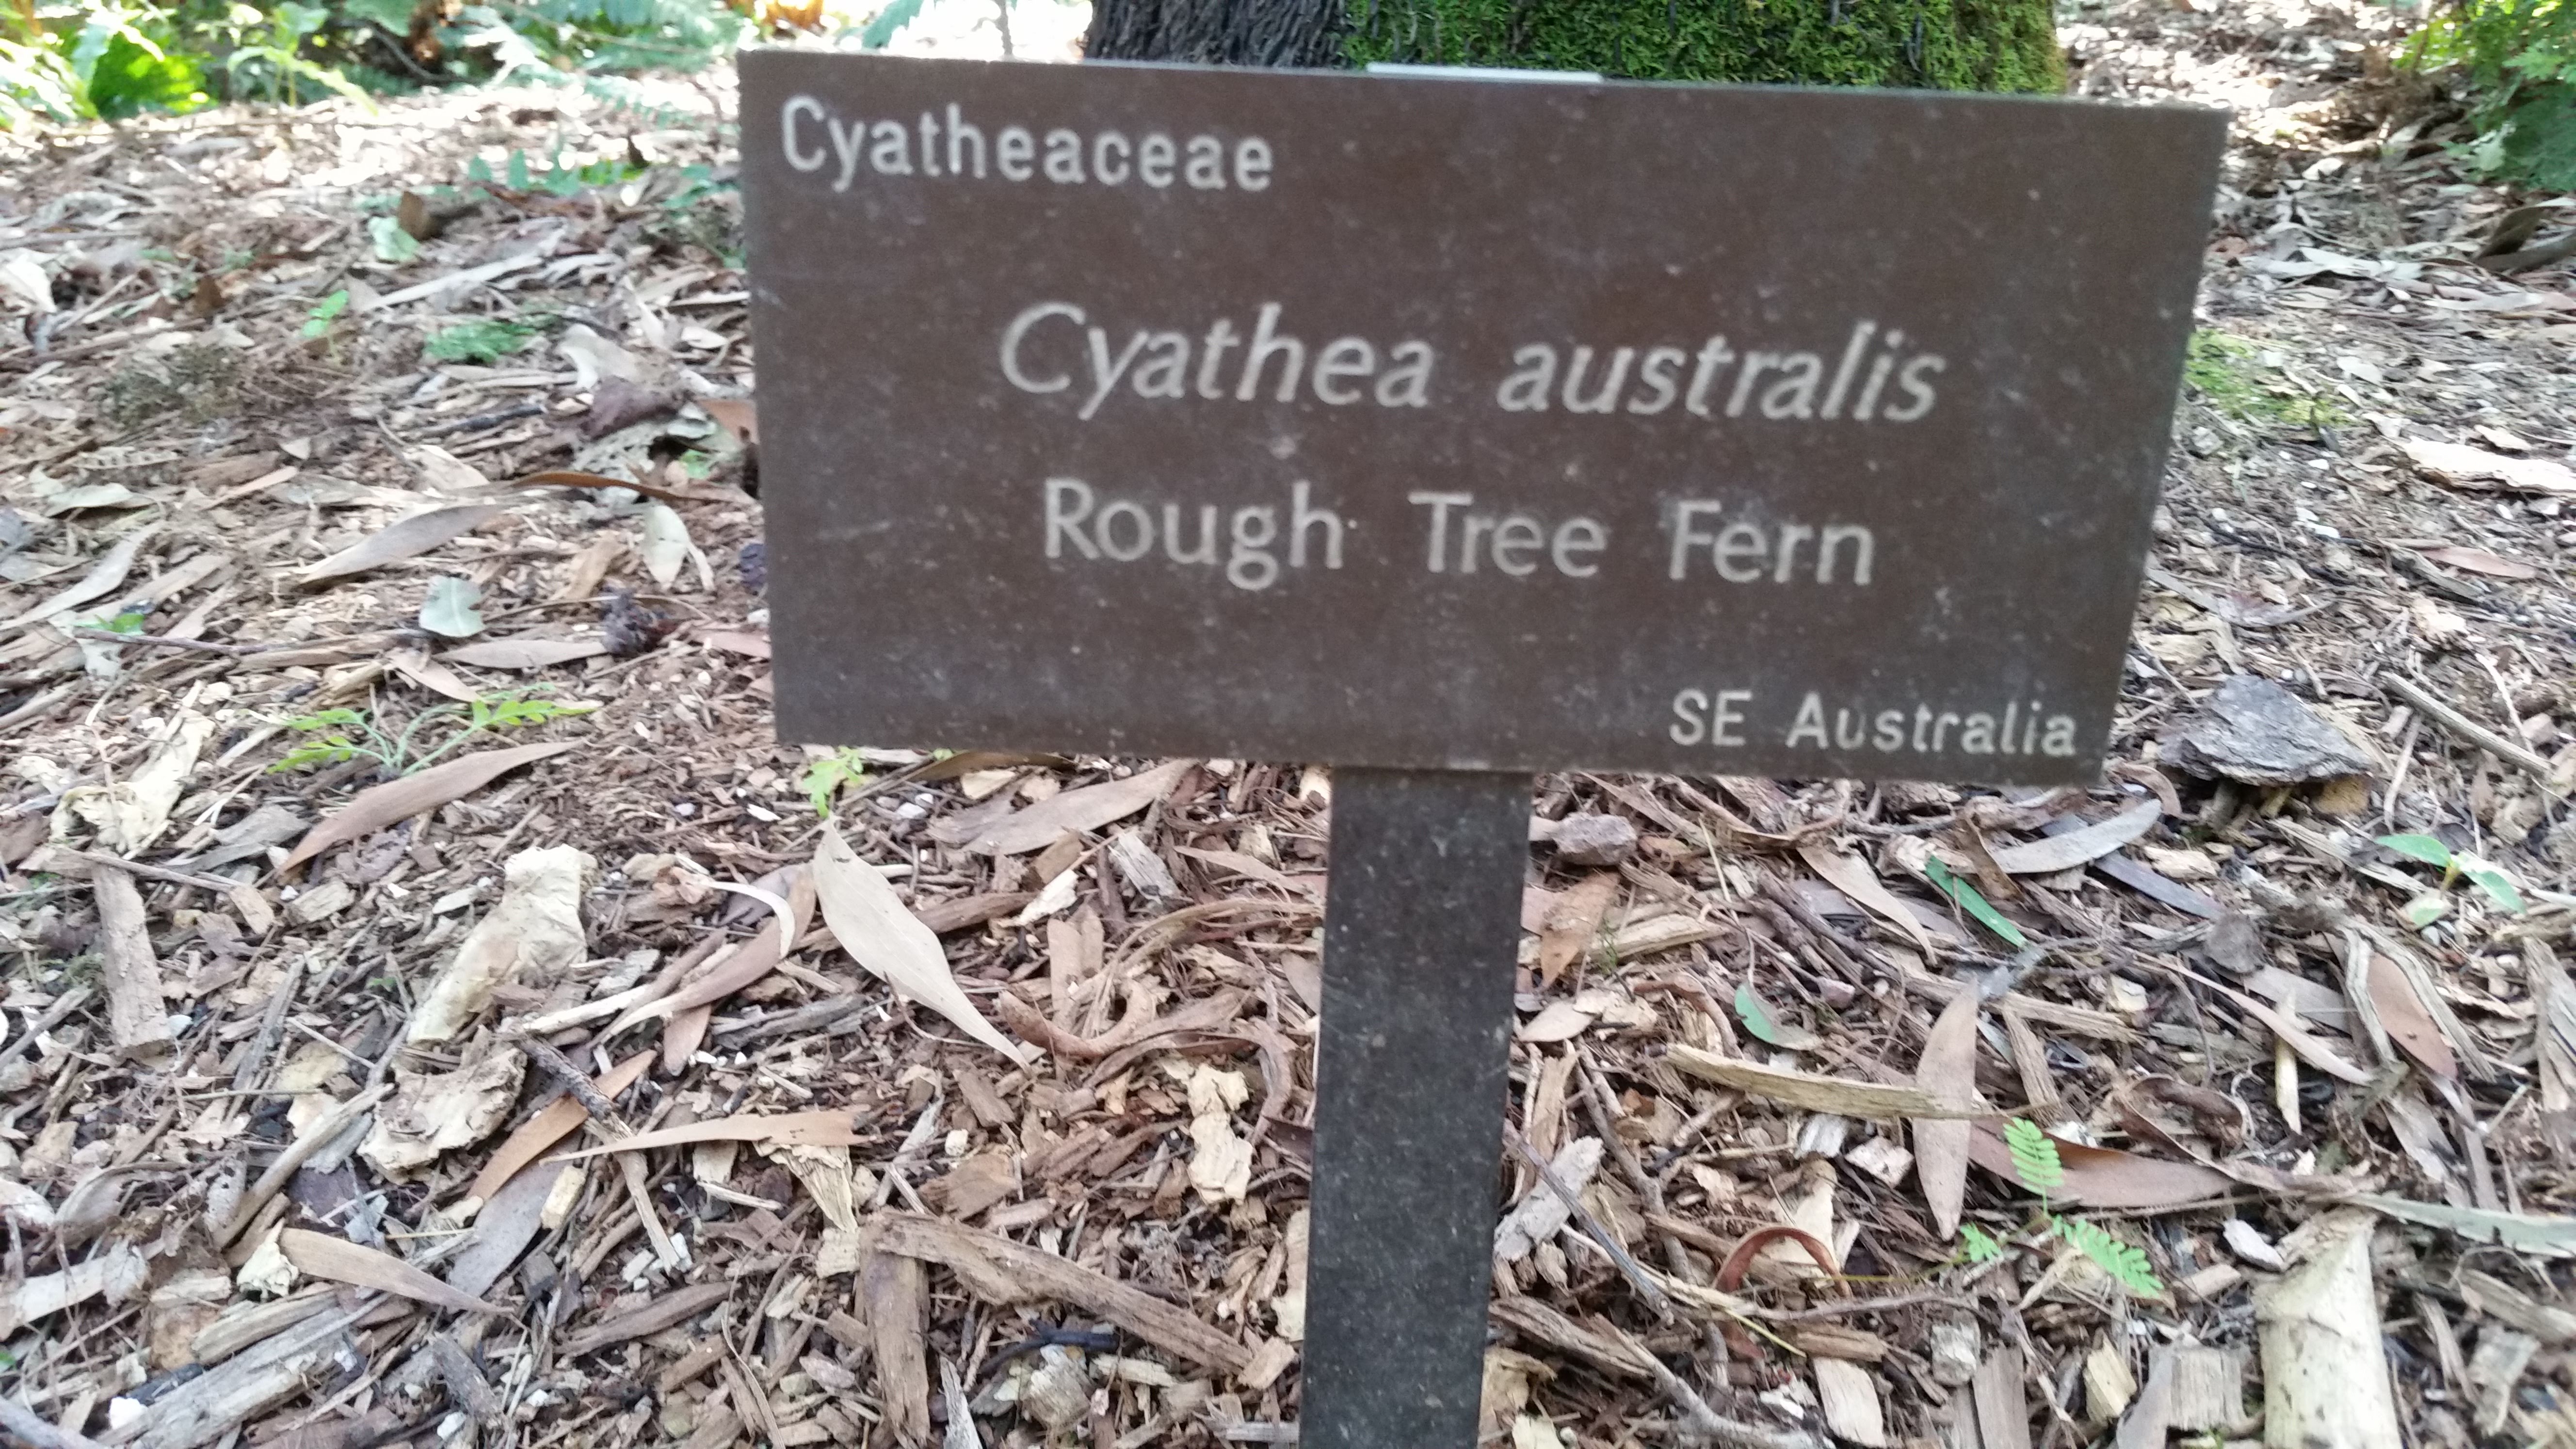 Cyatheaceae
Cyathea australis
Rough Tree Fern
SE Australia